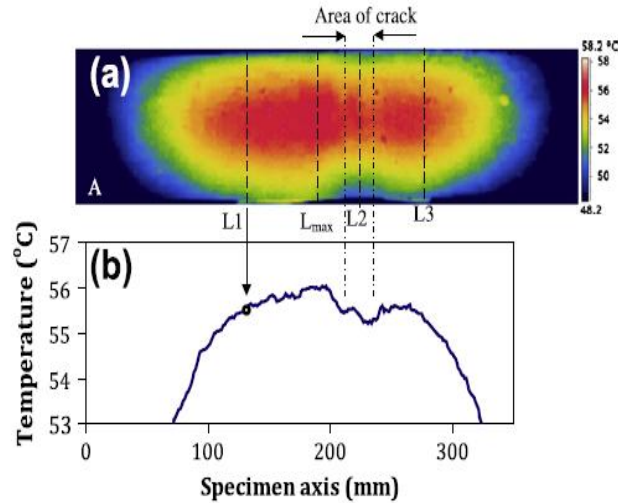 Area of crack
(a)
A
58.2 °C
58
56
54
52
50
48.2
L1
Lmax
L2
L3
(b)
Temperature (°C)
57
56
55
54
53
0
100
200
300
Specimen axis (mm)